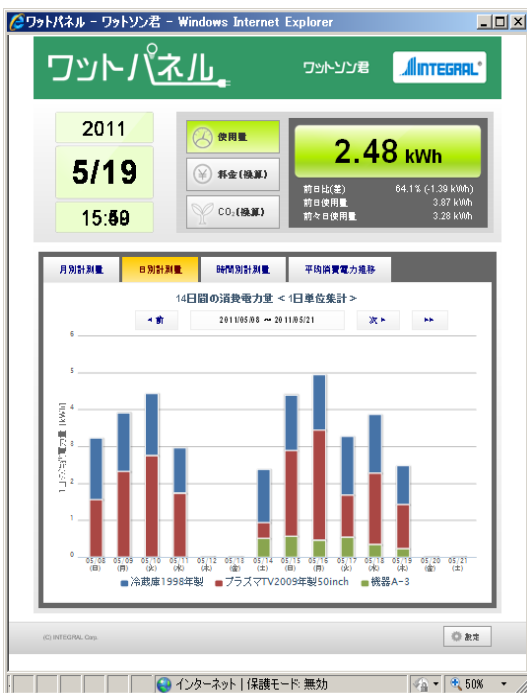 ワットパネル - ワットソン君 - Windows Internet Explorer
ワットパネル
ワットソン君
INTEGRAL
2011
5/19
使用量
料金(換算)
CO₂(換算)
2.48 kWh
前日比(差) 64.1% (-1.39 kWh)
前日使用量 3.87 kWh
前々日使用量 3.28 kWh
月別計測量 日別計測量 時間別計測量 平均消費電力推移
14日間の消費電力量 < 1日単位集計 >
◂ 前 2011/05/08 ~ 2011/05/21 次 ▸ ▸▸
6
5
4
3
2
1
0
05/08 05/09 05/10 05/11 05/12 05/13 05/14 05/15 05/16 05/17 05/18 05/19 05/20 05/21
(日) (月) (火) (水) (木) (金) (土) (日) (月) (火) (水) (木) (金) (土)
冷蔵庫1998年製 プラズマTV2009年製50inch 機器A-3
(C) INTEGRAL Corp.
設定
インターネット | 保護モード: 無効
50%